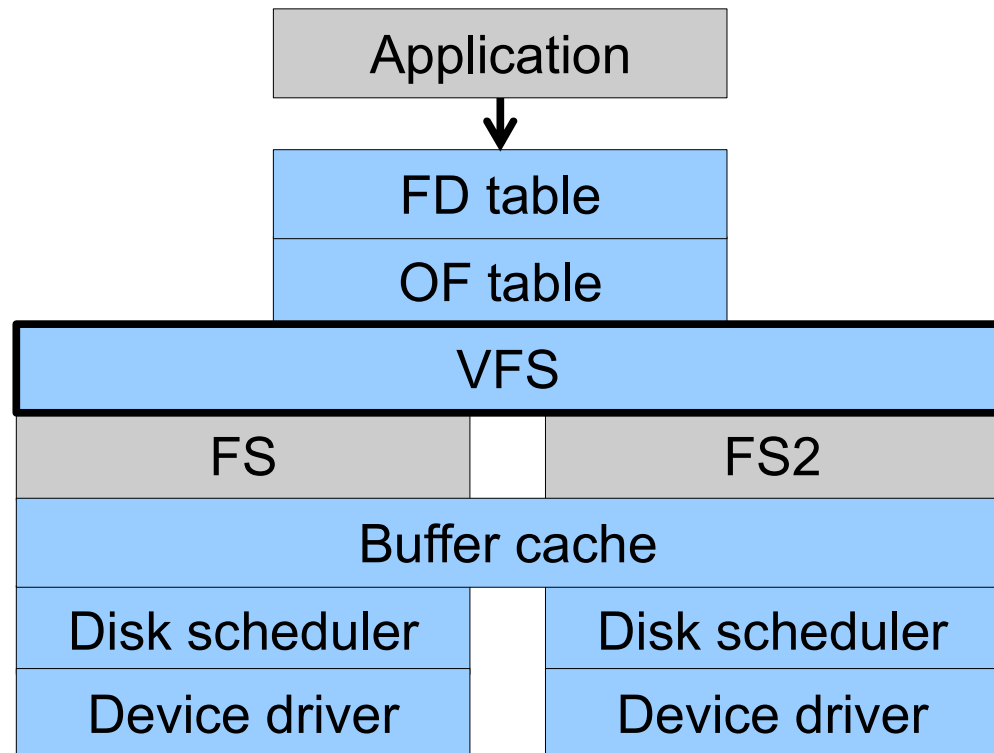 Application
FD table
OF table
VFS
FS
FS2
Buffer cache
Disk scheduler
Disk scheduler
Device driver
Device driver